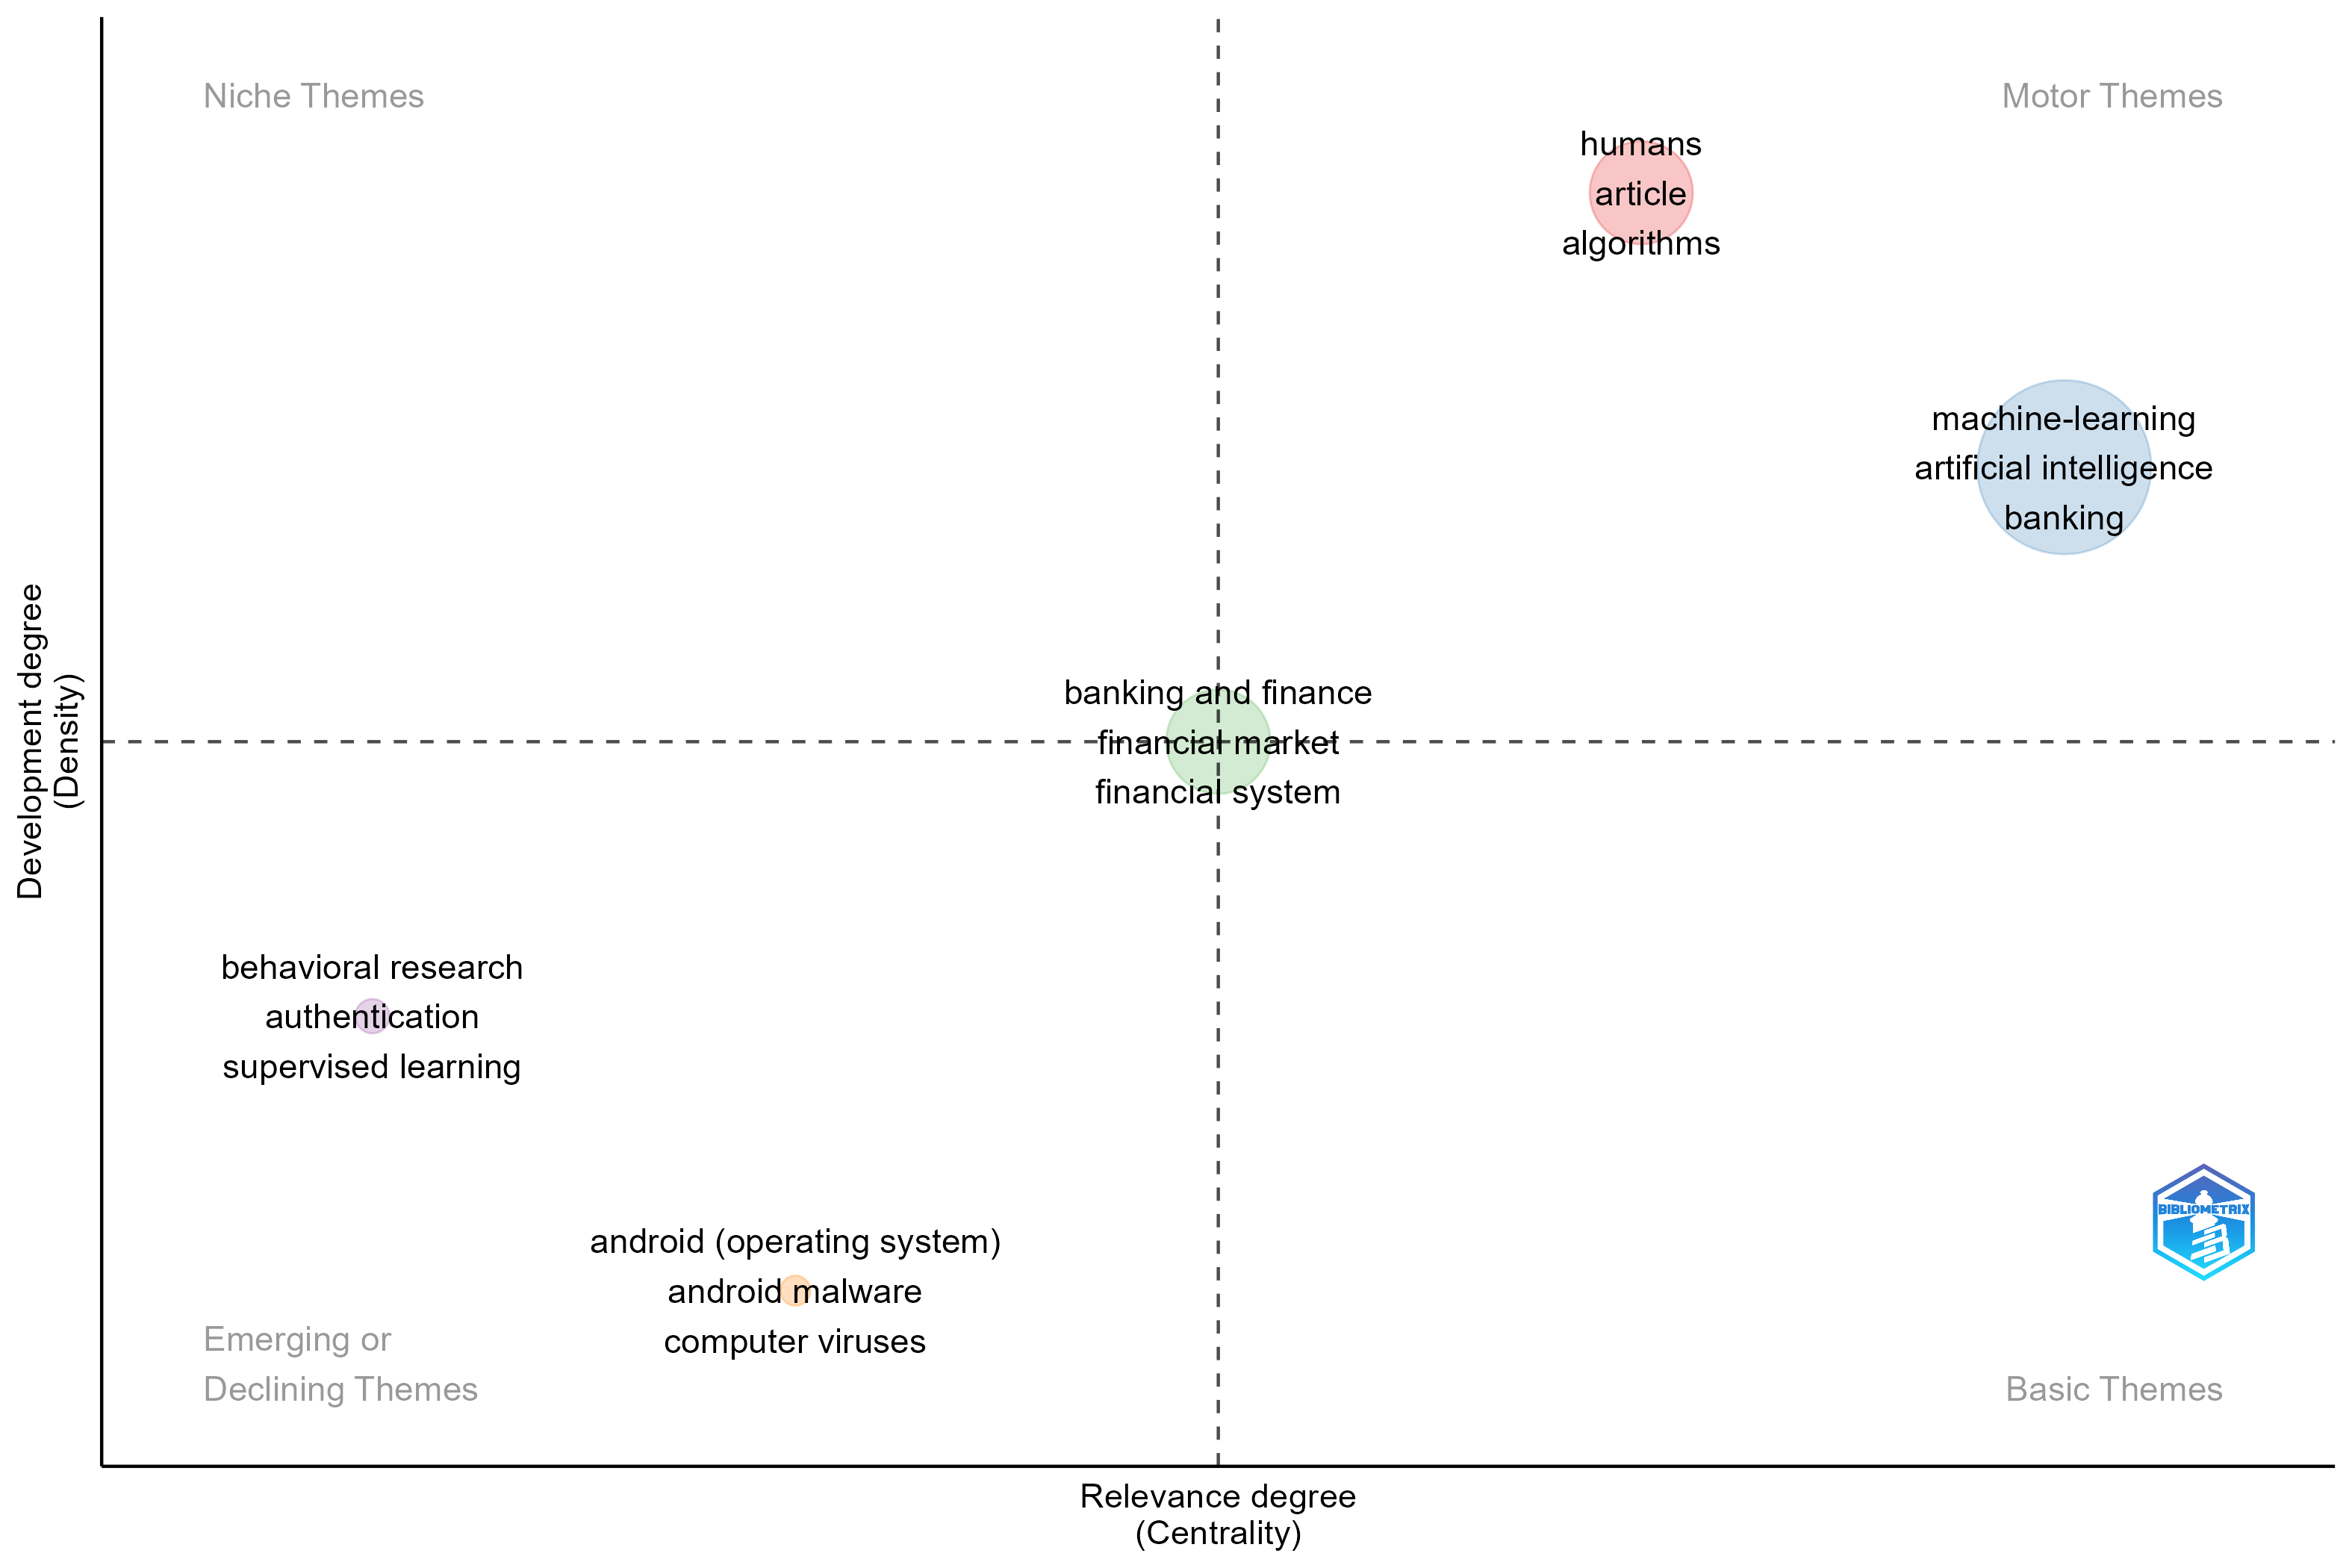 Niche Themes
Motor Themes
humans
article
algorithms
machine-learning
artificial intelligence
banking
banking and finance
financial market
financial system
Development degree
(Density)
behavioral research
authentication
supervised learning
android (operating system)
android malware
computer viruses
BIBLIOMETRIX
Emerging or
Declining Themes
Basic Themes
Relevance degree
(Centrality)